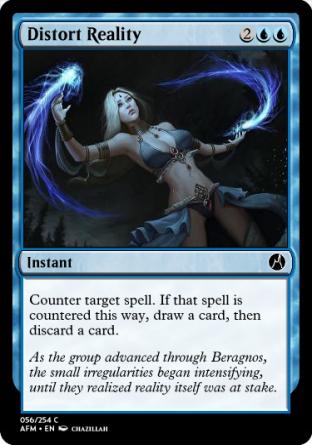 Distort Reality 2
Instant
Counter target spell. If that spell is
countered this way, draw a card, then
discard a card.
As the group advanced through Beragnos,
the small irregularities began intensifying,
until they realized reality itself was at stake.
056/254 C
AFM • EN CHAZILLAH